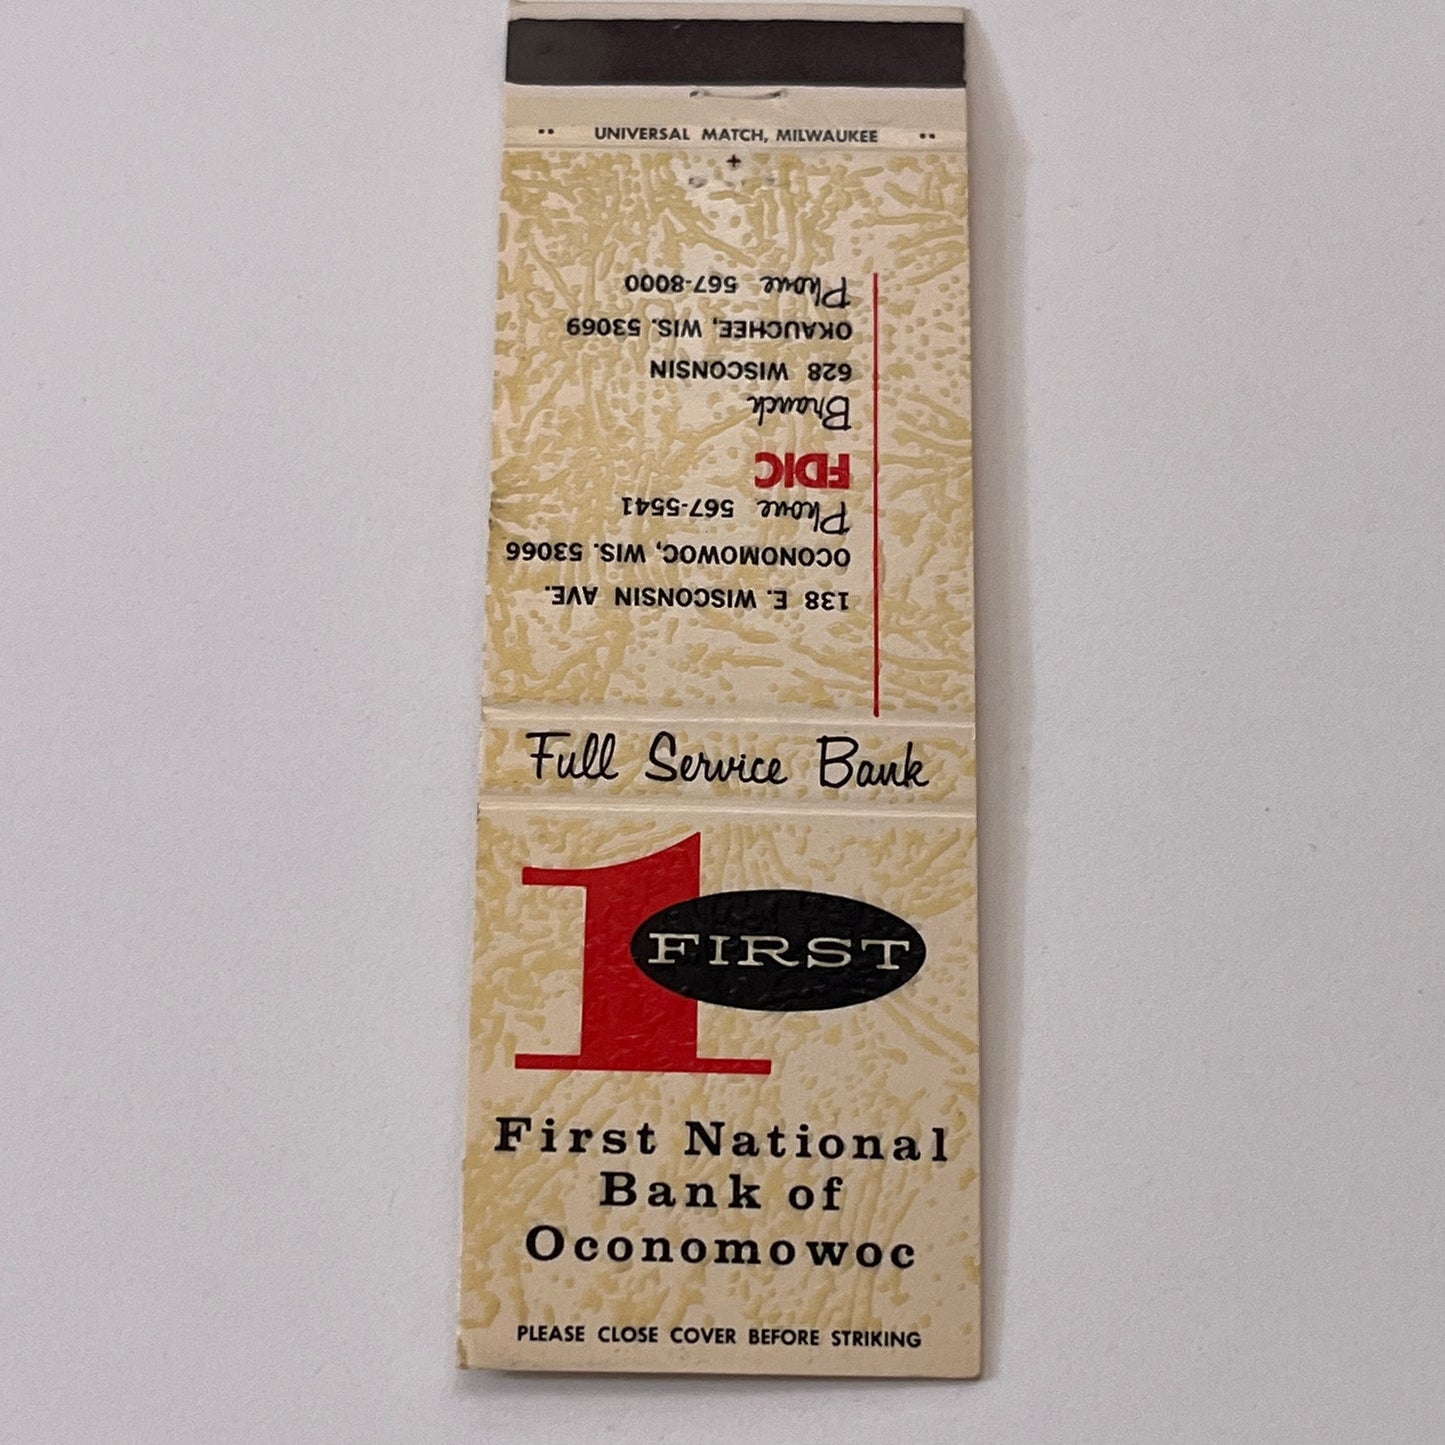 UNIVERSAL MATCH, MILWAUKEE
138 E. WISCONSIN AVE.
OCONOMOWOC, WIS. 53066
Phone 567-5541
FDIC
Branch
628 WISCONSIN
OKAUCHEE, WIS. 53069
Phone 567-8000
Full Service Bank
1
FIRST
First National
Bank of
Oconomowoc
PLEASE CLOSE COVER BEFORE STRIKING